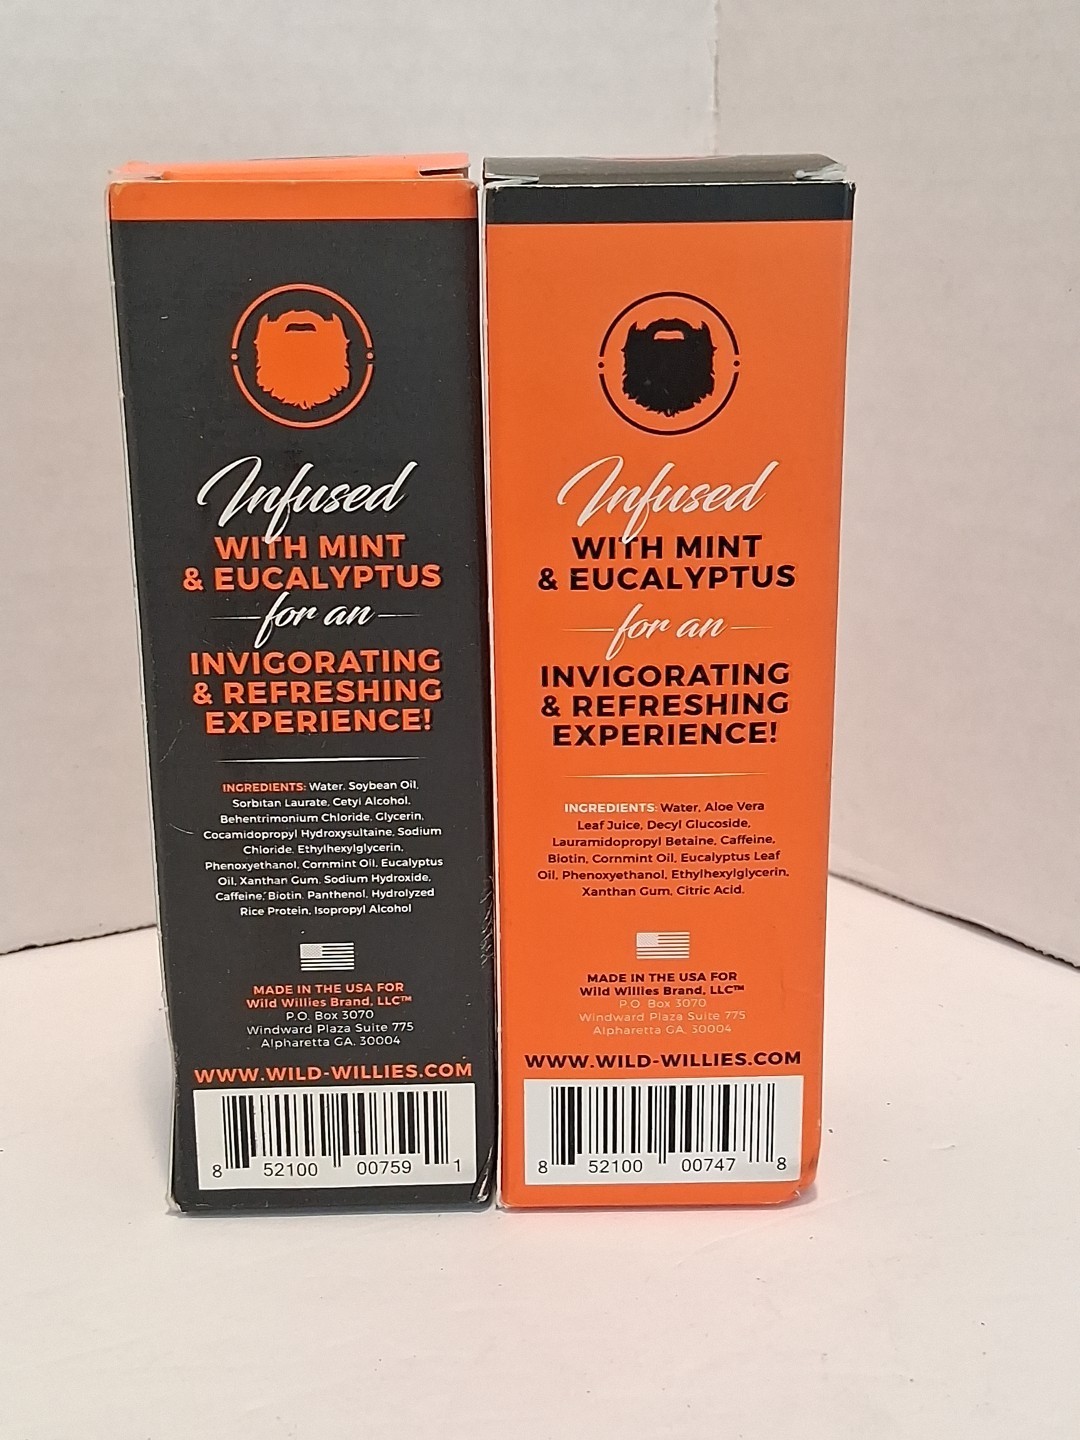 Infused
WITH MINT
& EUCALYPTUS
for an
INVIGORATING
& REFRESHING
EXPERIENCE!
INGREDIENTS: Water, Soybean Oil,
Sorbitan Laurate, Cetyl Alcohol,
Behentrimonium Chloride, Glycerin,
Cocamidopropyl Hydroxysultaine, Sodium
Chloride, Ethylhexylglycerin,
Phenoxyethanol, Cornmint Oil, Eucalyptus
Oil, Xanthan Gum, Sodium Hydroxide,
Caffeine, Biotin, Panthenol, Hydrolyzed
Rice Protein, Isopropyl Alcohol
MADE IN THE USA FOR
Wild Willies Brand, LLC™
P.O. Box 3070
Windward Plaza Suite 775
Alpharetta GA. 30004
WWW.WILD-WILLIES.COM
8 52100 00759 1
Infused
WITH MINT
& EUCALYPTUS
for an
INVIGORATING
& REFRESHING
EXPERIENCE!
INGREDIENTS: Water, Aloe Vera
Leaf Juice, Decyl Glucoside,
Lauramidopropyl Betaine, Caffeine,
Biotin, Cornmint Oil, Eucalyptus Leaf
Oil, Phenoxyethanol, Ethylhexylglycerin,
Xanthan Gum, Citric Acid.
MADE IN THE USA FOR
Wild Willies Brand, LLC™
P.O. Box 3070
Windward Plaza Suite 775
Alpharetta GA. 30004
WWW.WILD-WILLIES.COM
8 52100 00747 8